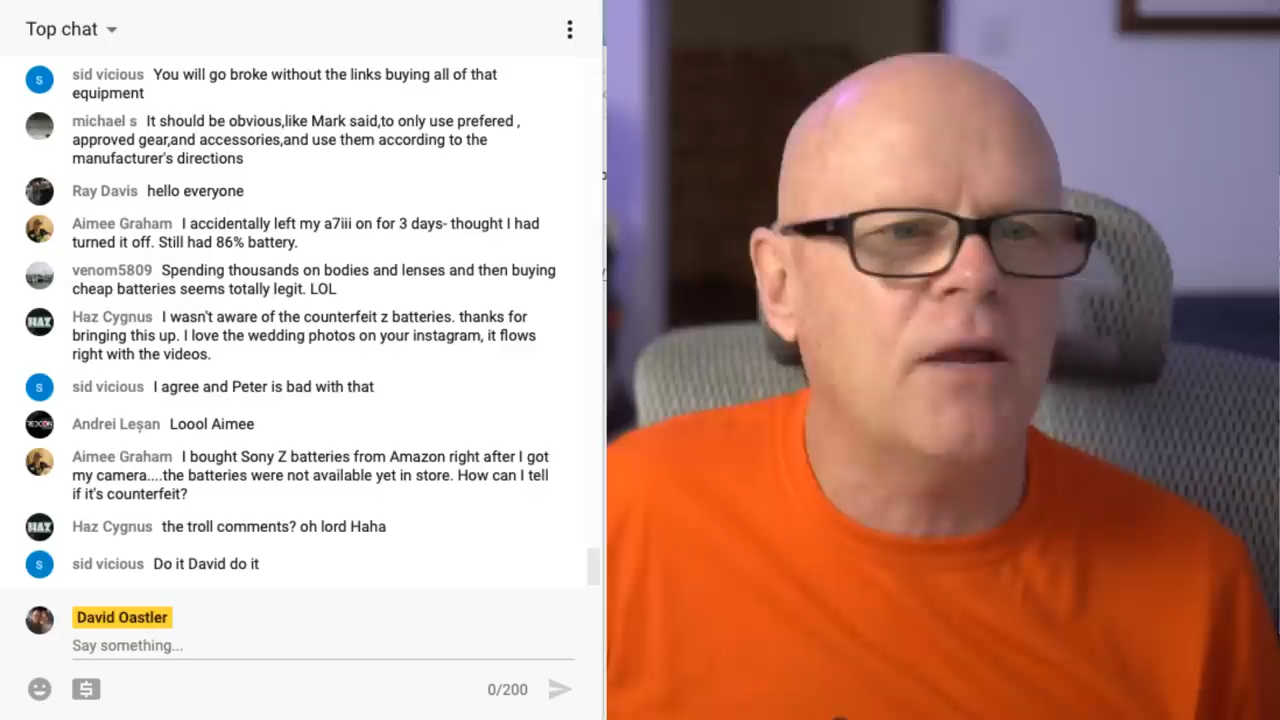 Top chat
sid vicious You will go broke without the links buying all of that
equipment
michael s It should be obvious,like Mark said,to only use prefered ,
approved gear,and accessories,and use them according to the
manufacturer's directions
Ray Davis hello everyone
Aimee Graham I accidentally left my a7iii on for 3 days- thought I had
turned it off. Still had 86% battery.
venom5809 Spending thousands on bodies and lenses and then buying
cheap batteries seems totally legit. LOL
Haz Cygnus I wasn't aware of the counterfeit z batteries. thanks for
bringing this up. I love the wedding photos on your instagram, it flows
right with the videos.
sid vicious I agree and Peter is bad with that
Andrei Leșan Loool Aimee
Aimee Graham I bought Sony Z batteries from Amazon right after I got
my camera....the batteries were not available yet in store. How can I tell
if it's counterfeit?
Haz Cygnus the troll comments? oh lord Haha
sid vicious Do it David do it
David Oastler
Say something...
0/200